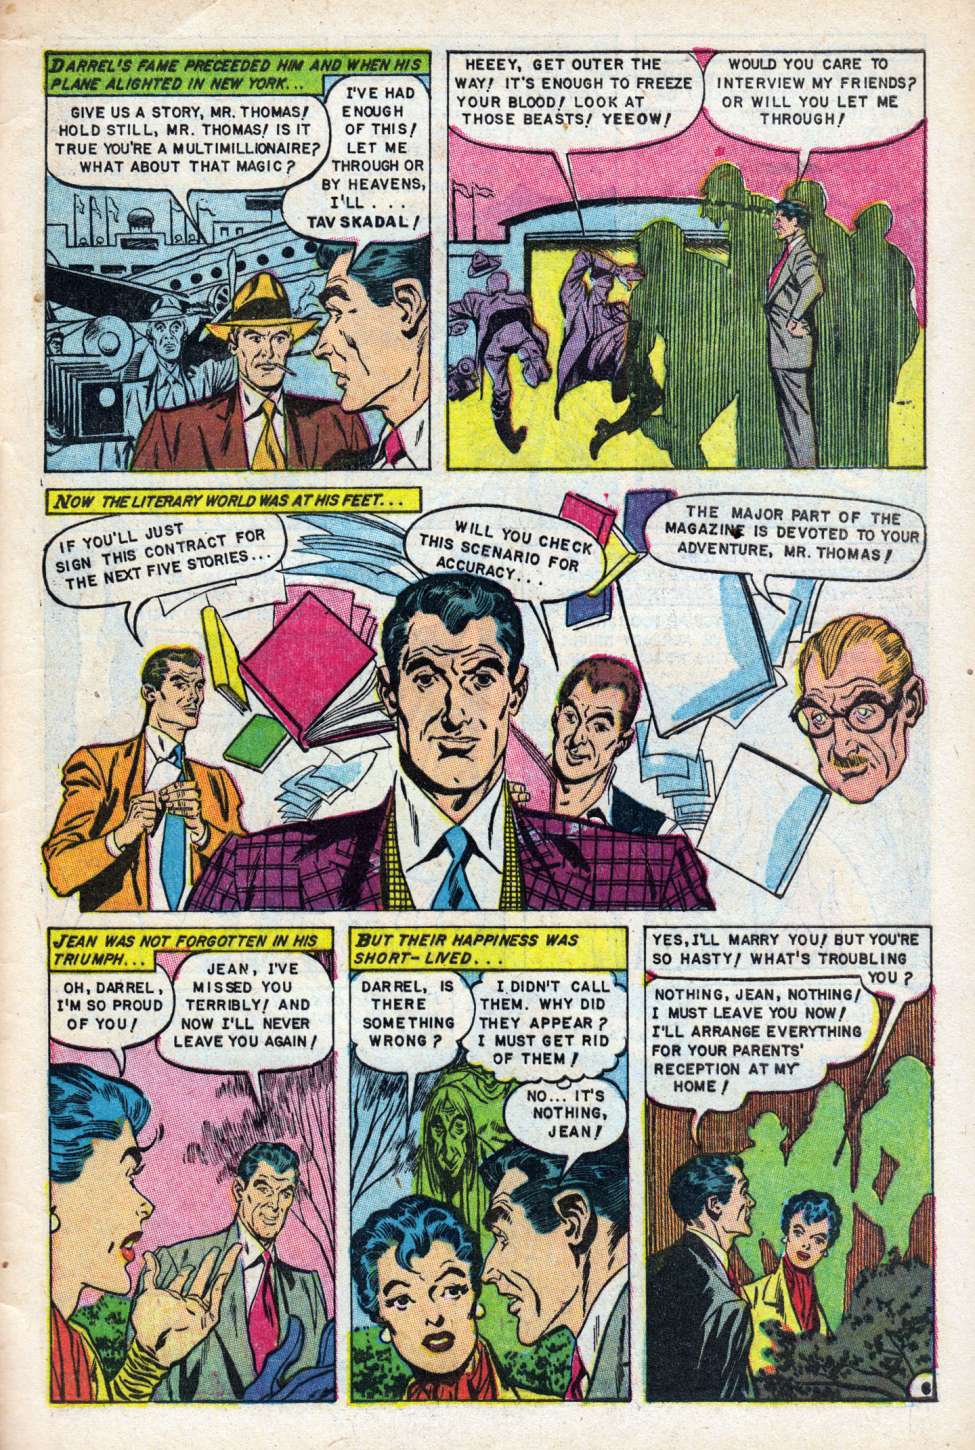 DARREL'S FAME PRECEEDED HIM AND WHEN HIS
PLANE ALIGHTED IN NEW YORK...
GIVE US A STORY, MR. THOMAS!
HOLD STILL, MR. THOMAS! IS IT
TRUE YOU'RE A MULTIMILLIONAIRE?
WHAT ABOUT THAT MAGIC?
I'VE HAD
ENOUGH
OF THIS!
LET ME
THROUGH OR
BY HEAVENS,
I'LL . . .
TAV SKADAL!
HEEEY, GET OUTER THE
WAY! IT'S ENOUGH TO FREEZE
YOUR BLOOD! LOOK AT
THOSE BEASTS! YEEOW!
WOULD YOU CARE TO
INTERVIEW MY FRIENDS?
OR WILL YOU LET ME
THROUGH!
NOW THE LITERARY WORLD WAS AT HIS FEET...
IF YOU'LL JUST
SIGN THIS CONTRACT FOR
THE NEXT FIVE STORIES...
WILL YOU CHECK
THIS SCENARIO FOR
ACCURACY...
THE MAJOR PART OF THE
MAGAZINE IS DEVOTED TO YOUR
ADVENTURE, MR. THOMAS!
JEAN WAS NOT FORGOTTEN IN HIS
TRIUMPH...
OH, DARREL,
I'M SO PROUD
OF YOU!
JEAN, I'VE
MISSED YOU
TERRIBLY! AND
NOW I'LL NEVER
LEAVE YOU AGAIN!
BUT THEIR HAPPINESS WAS
SHORT-LIVED...
DARREL, IS
THERE
SOMETHING
WRONG?
I DIDN'T CALL
THEM. WHY DID
THEY APPEAR?
I MUST GET RID
OF THEM!
NO... IT'S
NOTHING,
JEAN!
YES, I'LL MARRY YOU! BUT YOU'RE
SO HASTY! WHAT'S TROUBLING
YOU?
NOTHING, JEAN, NOTHING!
I MUST LEAVE YOU NOW!
I'LL ARRANGE EVERYTHING
FOR YOUR PARENTS'
RECEPTION AT MY
HOME!
6